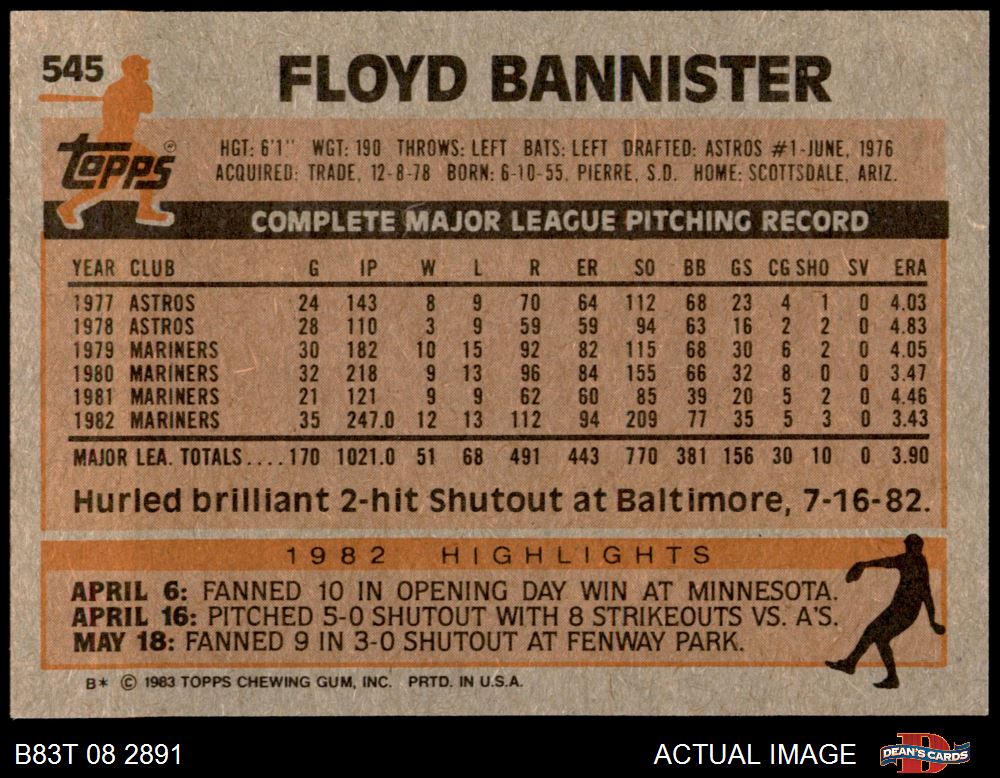 545
FLOYD BANNISTER
Topps
HGT: 6'1" WGT: 190 THROWS: LEFT BATS: LEFT DRAFTED: ASTROS #1-JUNE, 1976
ACQUIRED: TRADE, 12-8-78 BORN: 6-10-55, PIERRE, S.D. HOME: SCOTTSDALE, ARIZ.
COMPLETE MAJOR LEAGUE PITCHING RECORD
YEAR CLUB G IP W L R ER SO BB GS CG SHO SV ERA
1977 ASTROS 24 143 8 9 70 64 112 68 23 4 1 0 4.03
1978 ASTROS 28 110 3 9 59 59 94 63 16 2 2 0 4.83
1979 MARINERS 30 182 10 15 92 82 115 68 30 6 2 0 4.05
1980 MARINERS 32 218 9 13 96 84 155 66 32 8 0 0 3.47
1981 MARINERS 21 121 9 9 62 60 85 39 20 5 2 0 4.46
1982 MARINERS 35 247.0 12 13 112 94 209 77 35 5 3 0 3.43
MAJOR LEA. TOTALS.... 170 1021.0 51 68 491 443 770 381 156 30 10 0 3.90
Hurled brilliant 2-hit Shutout at Baltimore, 7-16-82.
1982 HIGHLIGHTS
APRIL 6: FANNED 10 IN OPENING DAY WIN AT MINNESOTA.
APRIL 16: PITCHED 5-0 SHUTOUT WITH 8 STRIKEOUTS VS. A'S.
MAY 18: FANNED 9 IN 3-0 SHUTOUT AT FENWAY PARK.
B* © 1983 TOPPS CHEWING GUM, INC. PRTD. IN U.S.A.
B83T 08 2891
ACTUAL IMAGE
DEAN'S CARDS